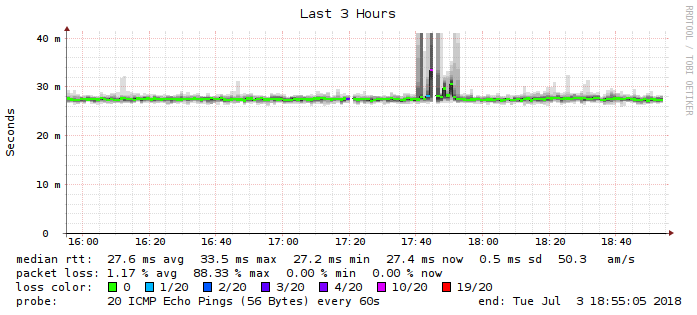 Last 3 Hours
RRDTOOL / TOBI OETIKER
Seconds
40 m
30 m
20 m
10 m
0
16:00 16:20 16:40 17:00 17:20 17:40 18:00 18:20 18:40
median rtt: 27.6 ms avg 33.5 ms max 27.2 ms min 27.4 ms now 0.5 ms sd 50.3 am/s
packet loss: 1.17 % avg 88.33 % max 0.00 % min 0.00 % now
loss color: 0 1/20 2/20 3/20 4/20 10/20 19/20
probe: 20 ICMP Echo Pings (56 Bytes) every 60s end: Tue Jul 3 18:55:05 2018